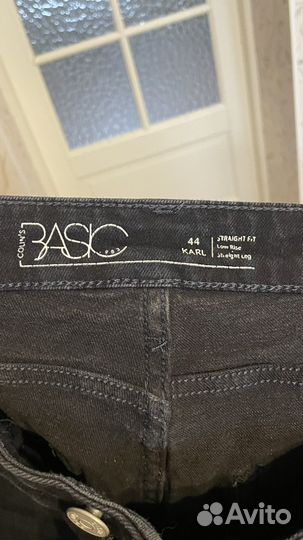 COLIN'S
BASIC
44
KARL
STRAIGHT FIT
Low Rise
Straight Leg
Avito